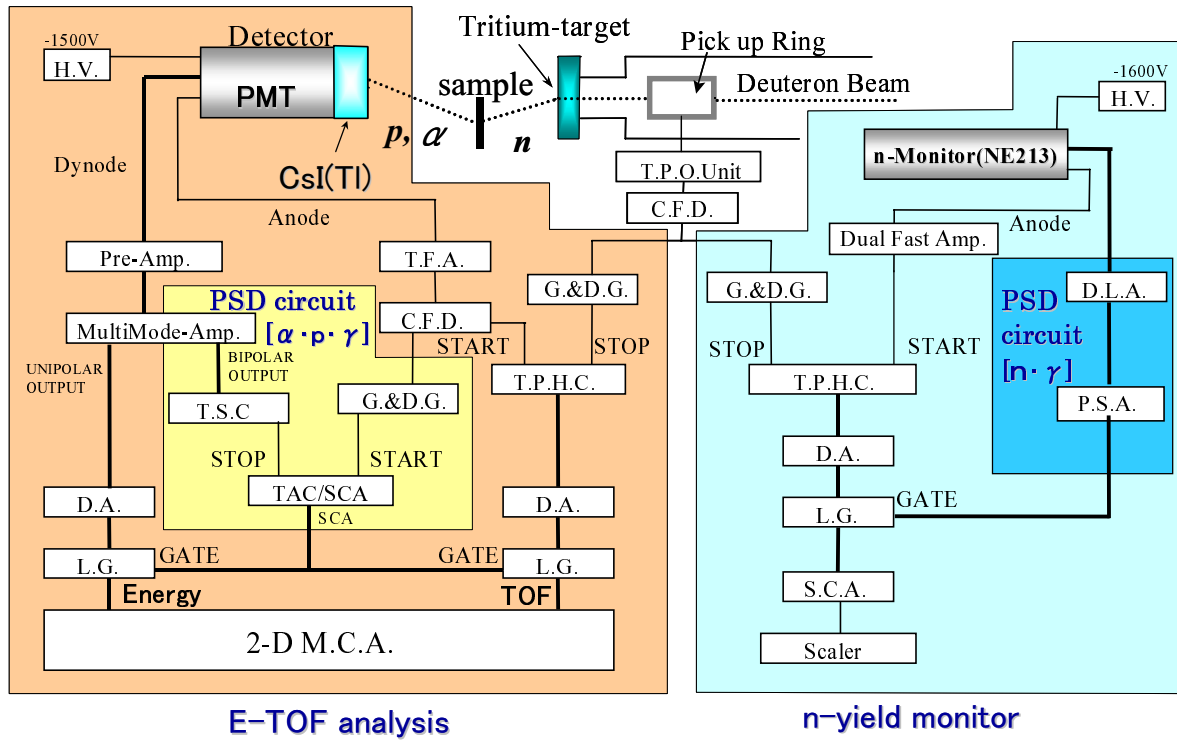 -1500V
H.V.
Detector
PMT
CsI(Tl)
sample
p, α
n
Tritium-target
Pick up Ring
Deuteron Beam
T.P.O.Unit
C.F.D.
Dynode
Anode
Pre-Amp.
T.F.A.
G.&D.G.
PSD circuit
[α・p・γ]
MultiMode-Amp.
C.F.D.
START
STOP
UNIPOLAR
OUTPUT
BIPOLAR
OUTPUT
T.P.H.C.
T.S.C
G.&D.G.
STOP
START
TAC/SCA
SCA
D.A.
D.A.
L.G.
GATE
GATE
L.G.
Energy
TOF
2-D M.C.A.
E-TOF analysis
-1600V
H.V.
n-Monitor(NE213)
Anode
Dual Fast Amp.
G.&D.G.
PSD
circuit
[n・γ]
D.L.A.
P.S.A.
STOP
START
T.P.H.C.
D.A.
GATE
L.G.
S.C.A.
Scaler
n-yield monitor